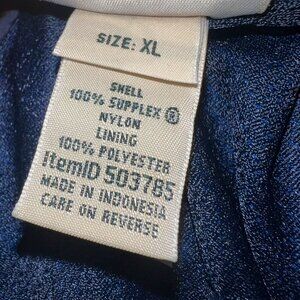 SIZE: XL
SHELL
100% SUPPLEX®
NYLON
LINING
100% POLYESTER
ItemID 503785
MADE IN INDONESIA
CARE ON REVERSE